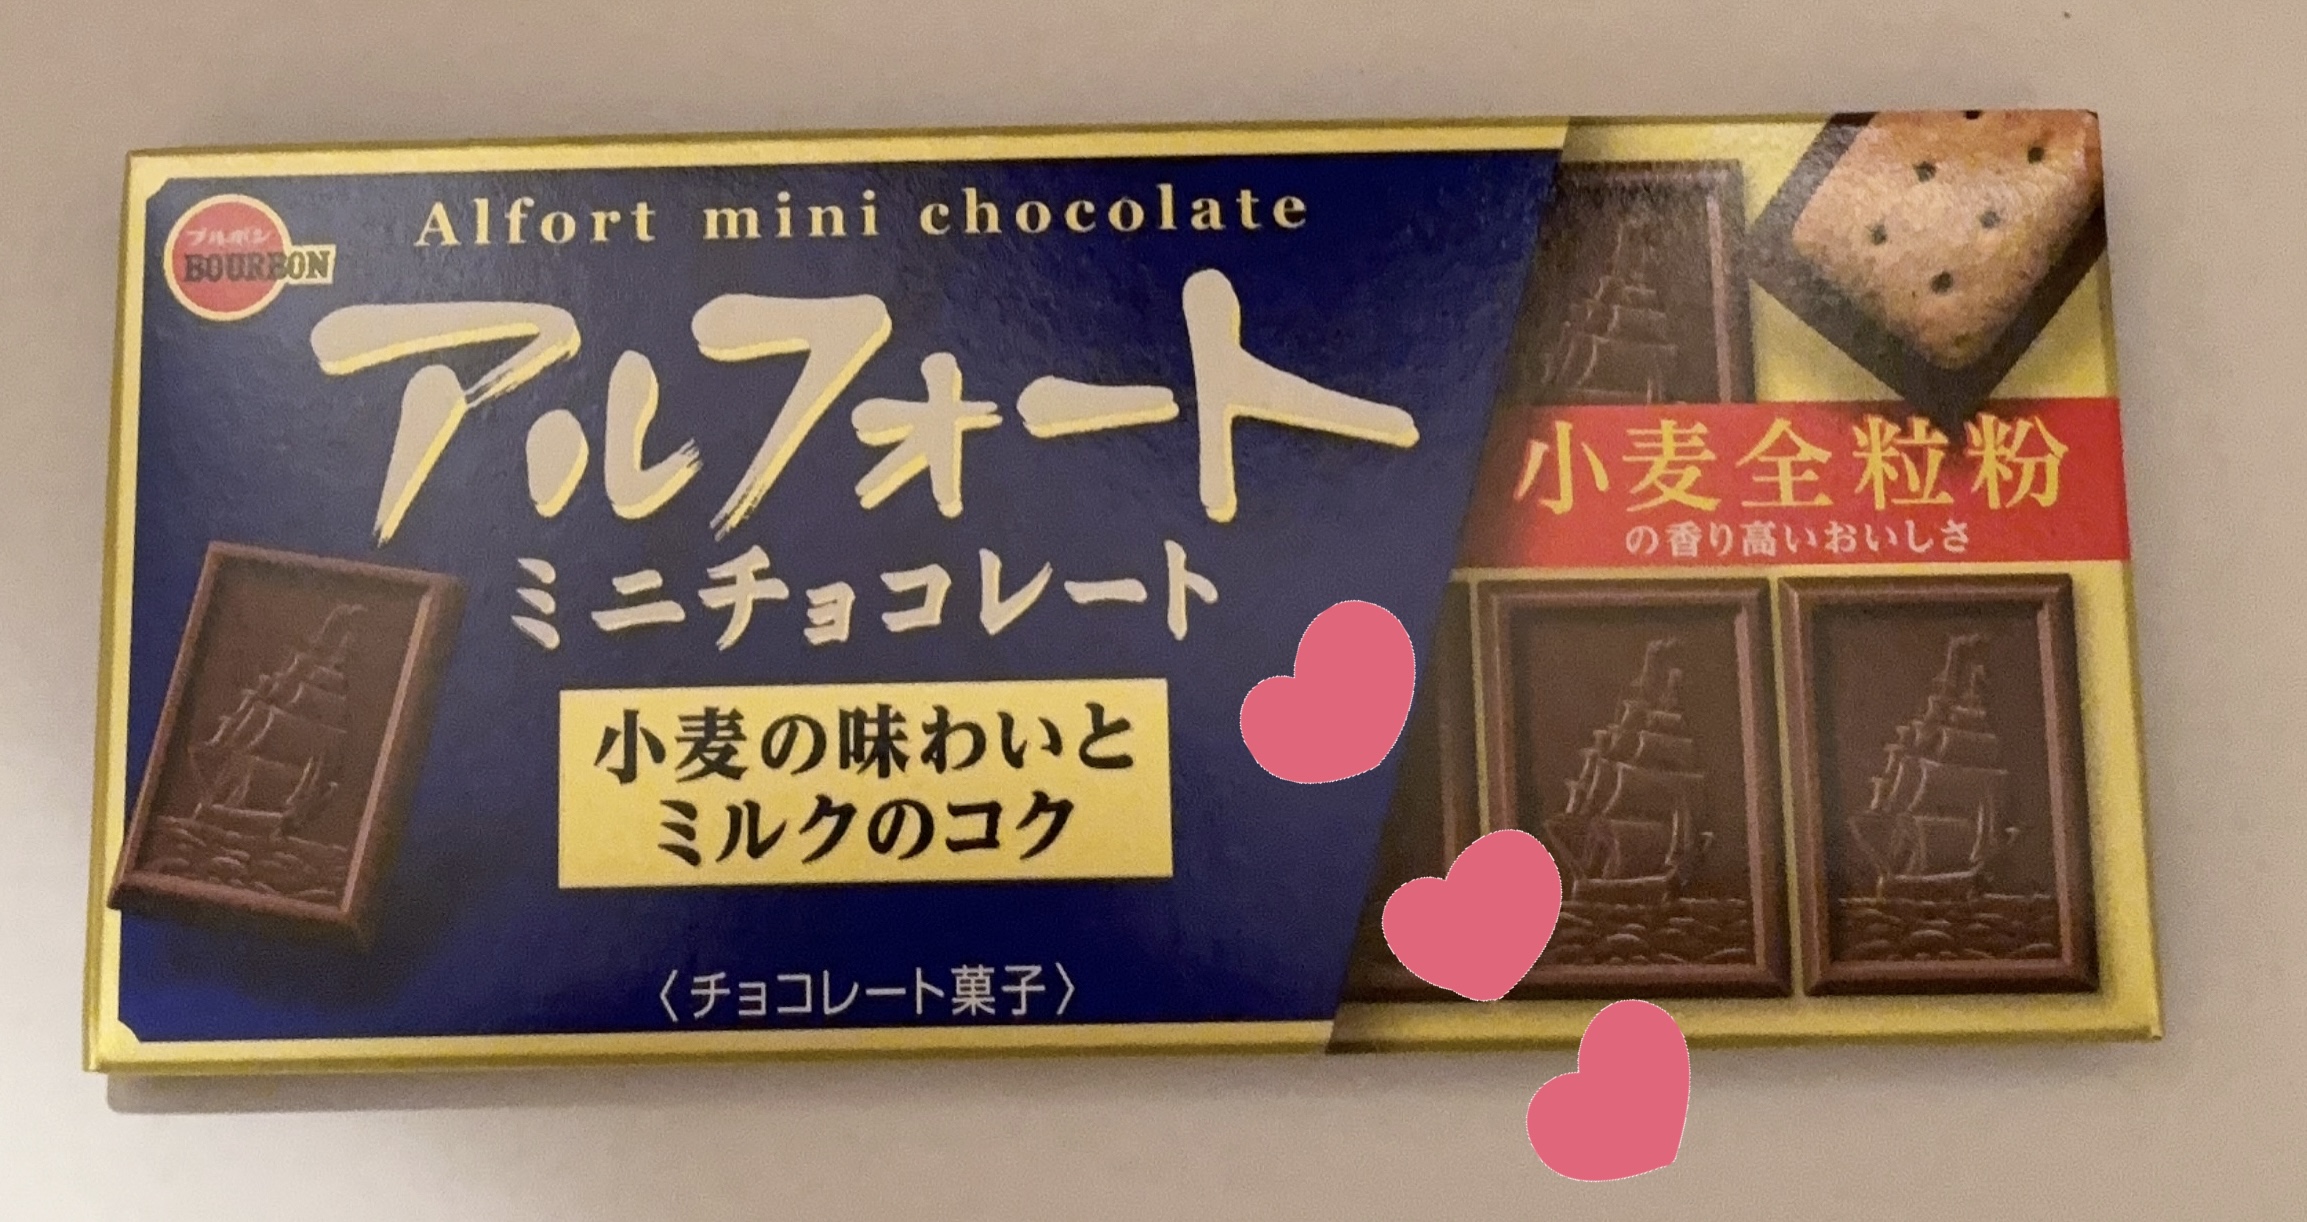 ブルボン
BOURBON
Alfort mini chocolate
アルフォート
ミニチョコレート
小麦の味わいと
ミルクのコク
〈チョコレート菓子〉
小麦全粒粉
の香り高いおいしさ